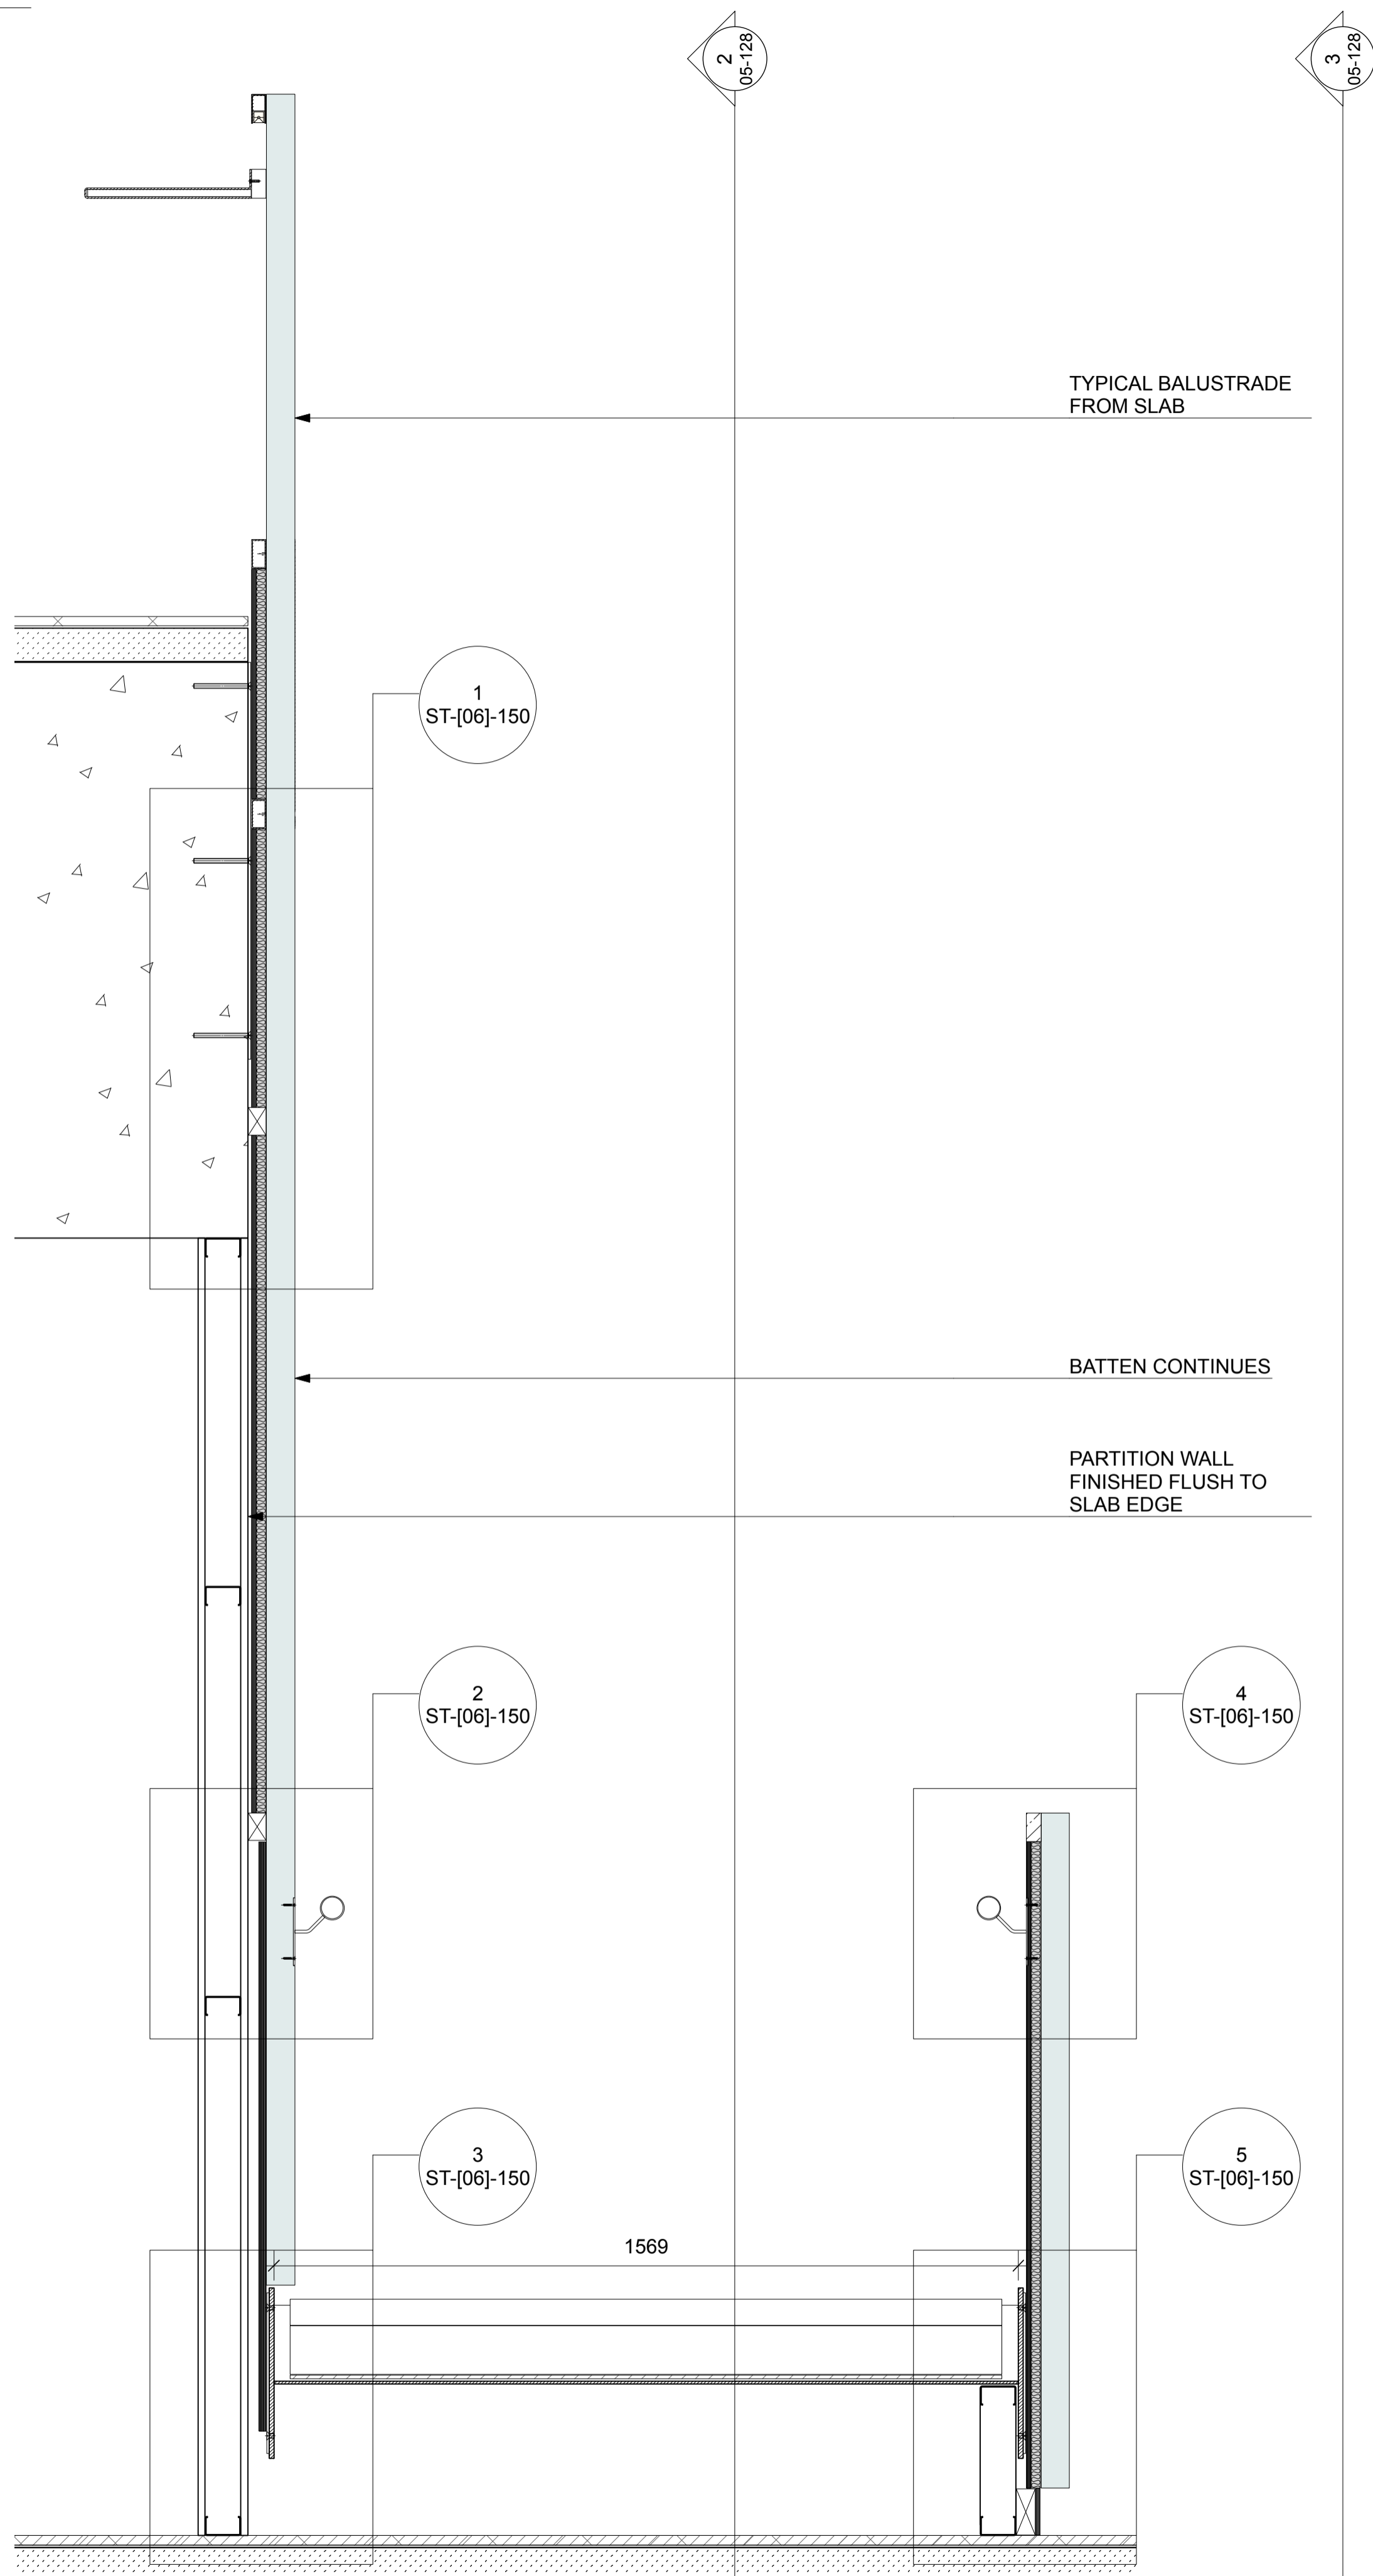 2
05-128
3
05-128
TYPICAL BALUSTRADE
FROM SLAB
1
ST-[06]-150
BATTEN CONTINUES
PARTITION WALL
FINISHED FLUSH TO
SLAB EDGE
2
ST-[06]-150
4
ST-[06]-150
3
ST-[06]-150
5
ST-[06]-150
1569